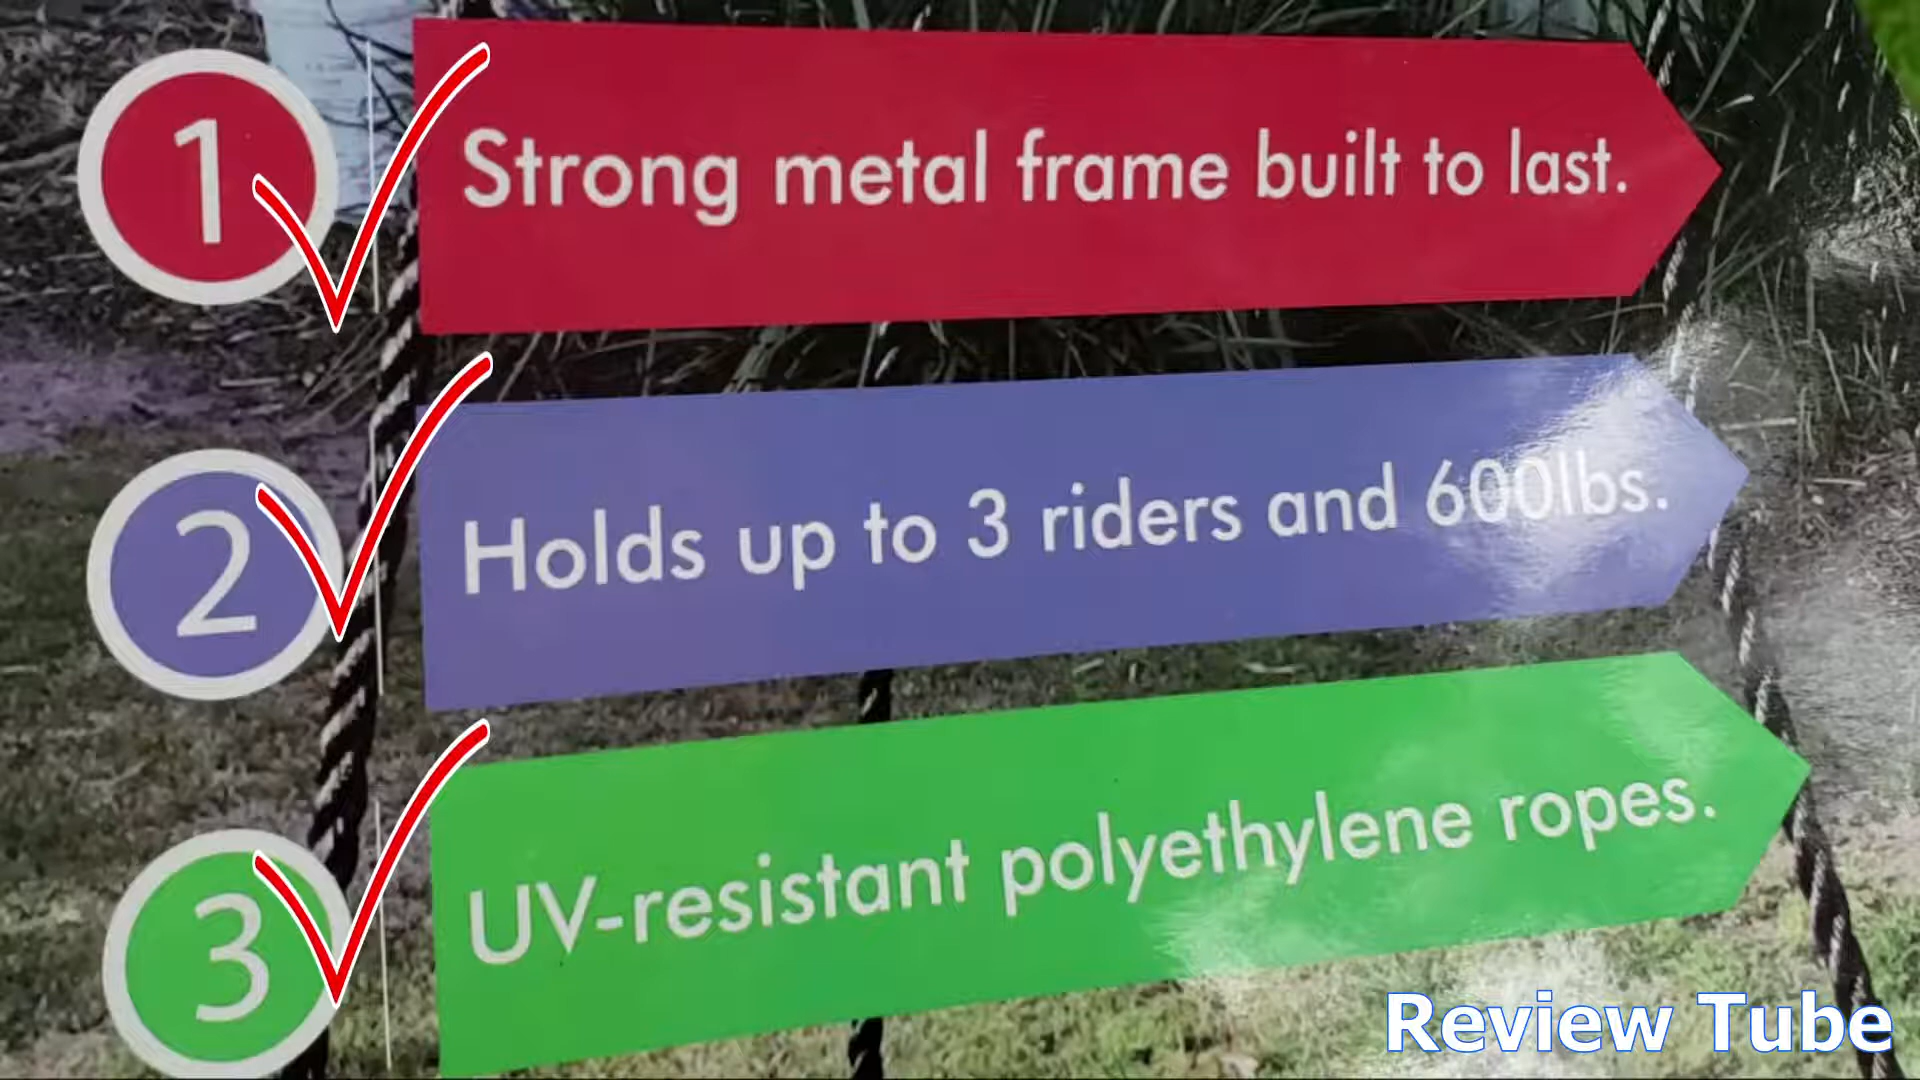 1 Strong metal frame built to last.
2 Holds up to 3 riders and 600lbs.
3 UV-resistant polyethylene ropes.
Review Tube